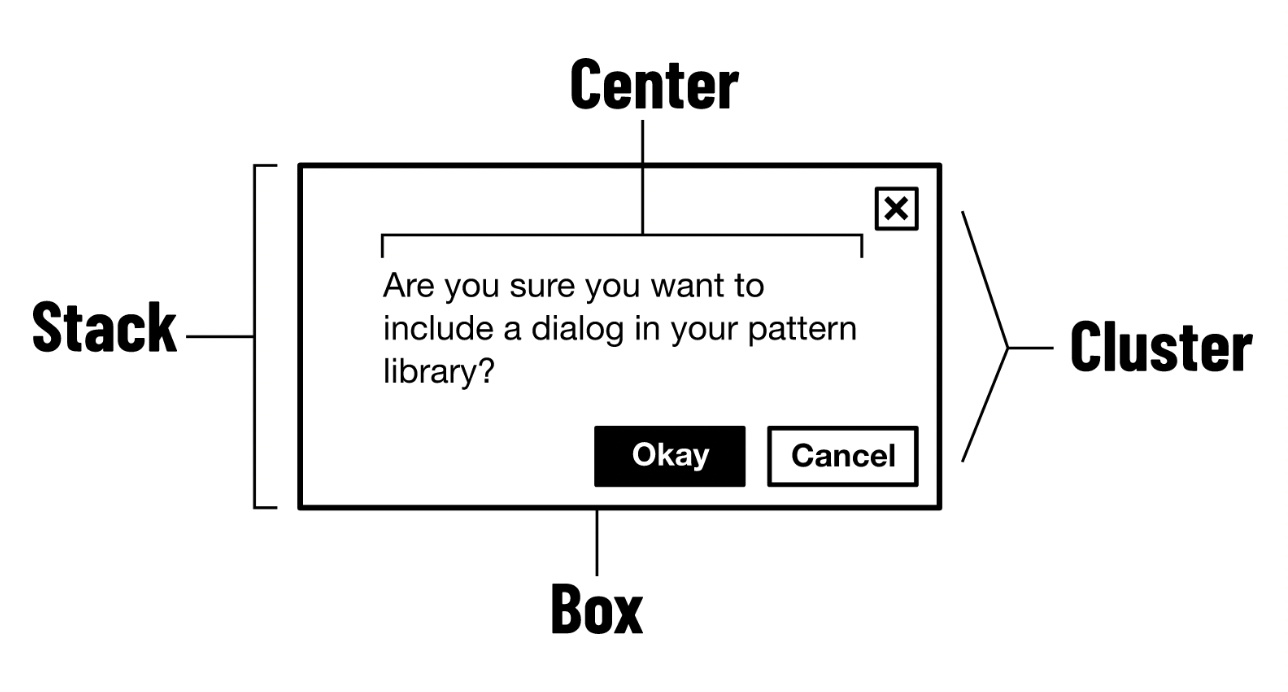 Center
Are you sure you want to
include a dialog in your pattern
library?
Stack
Cluster
Okay
Cancel
Box